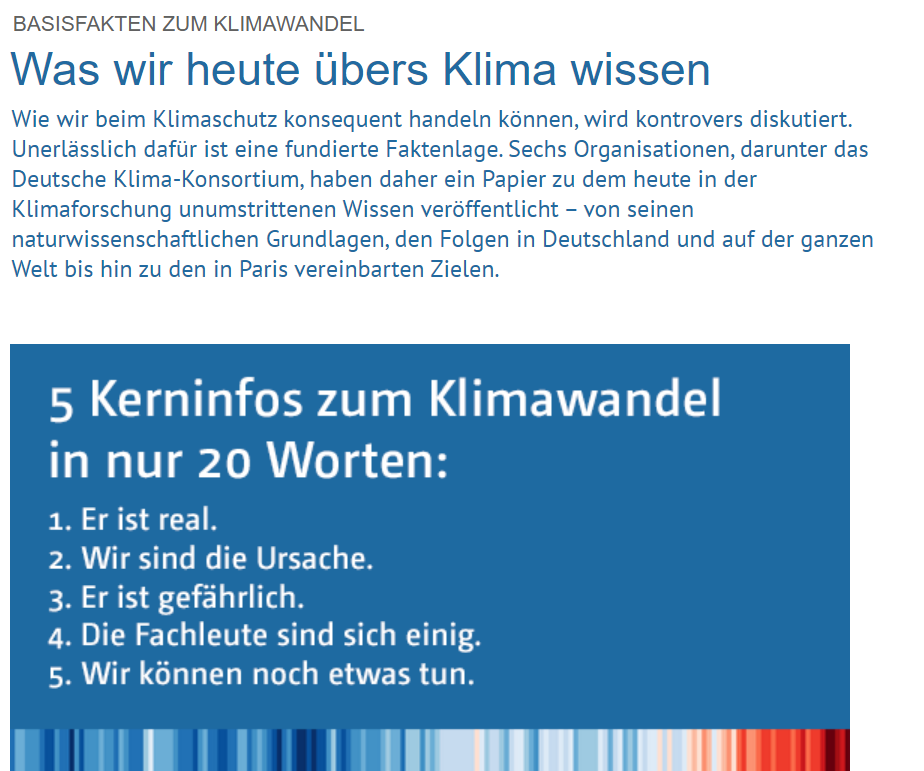 BASISFAKTEN ZUM KLIMAWANDEL
Was wir heute übers Klima wissen
Wie wir beim Klimaschutz konsequent handeln können, wird kontrovers diskutiert.
Unerlässlich dafür ist eine fundierte Faktenlage. Sechs Organisationen, darunter das
Deutsche Klima-Konsortium, haben daher ein Papier zu dem heute in der
Klimaforschung unumstrittenen Wissen veröffentlicht – von seinen
naturwissenschaftlichen Grundlagen, den Folgen in Deutschland und auf der ganzen
Welt bis hin zu den in Paris vereinbarten Zielen.
5 Kerninfos zum Klimawandel
in nur 20 Worten:
1. Er ist real.
2. Wir sind die Ursache.
3. Er ist gefährlich.
4. Die Fachleute sind sich einig.
5. Wir können noch etwas tun.